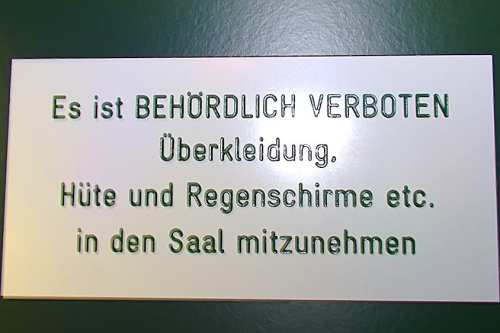 Es ist BEHÖRDLICH VERBOTEN
Überkleidung,
Hüte und Regenschirme etc.
in den Saal mitzunehmen